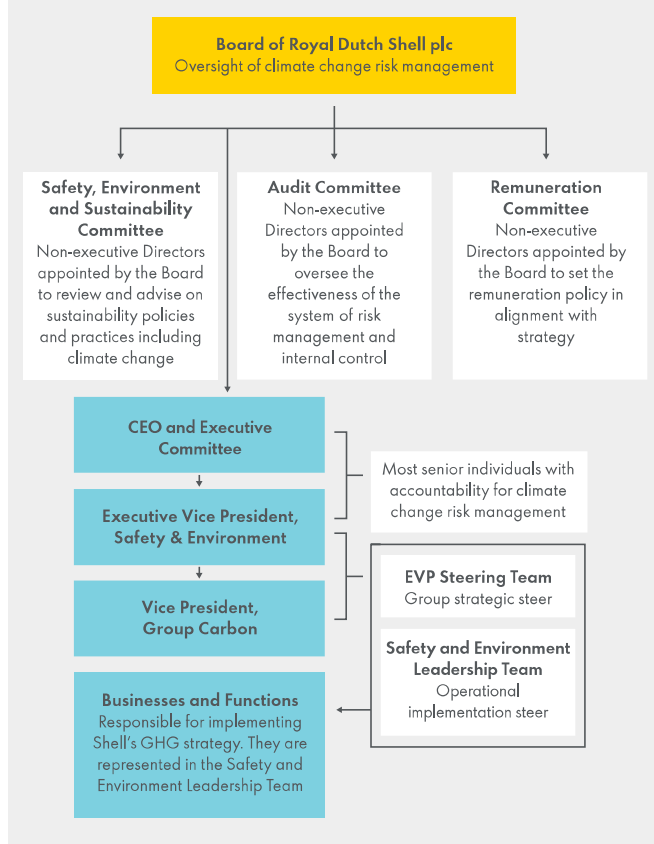 Board of Royal Dutch Shell plc
Oversight of climate change risk management
Safety, Environment
and Sustainability
Committee
Non-executive Directors
appointed by the Board
to review and advise on
sustainability policies
and practices including
climate change
Audit Committee
Non-executive
Directors appointed
by the Board to
oversee the
effectiveness of the
system of risk
management and
internal control
Remuneration
Committee
Non-executive
Directors appointed by
the Board to set the
remuneration policy in
alignment with
strategy
CEO and Executive
Committee
Most senior individuals with
accountability for climate
change risk management
Executive Vice President,
Safety & Environment
EVP Steering Team
Group strategic steer
Vice President,
Group Carbon
Safety and Environment
Leadership Team
Operational
implementation steer
Businesses and Functions
Responsible for implementing
Shell's GHG strategy. They are
represented in the Safety and
Environment Leadership Team